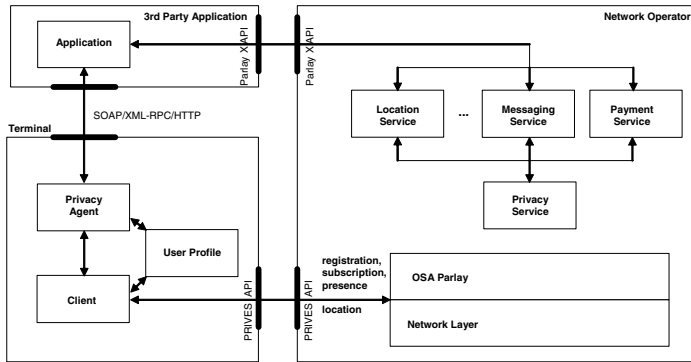 3rd Party Application
Network Operator
Application
Parlay X API
Parlay X API
SOAP/XML-RPC/HTTP
Location
Service
...
Messaging
Service
Payment
Service
Terminal
Privacy
Agent
Privacy
Service
User Profile
Client
PRIVES API
PRIVES API
registration,
subscription,
presence
location
OSA Parlay
Network Layer